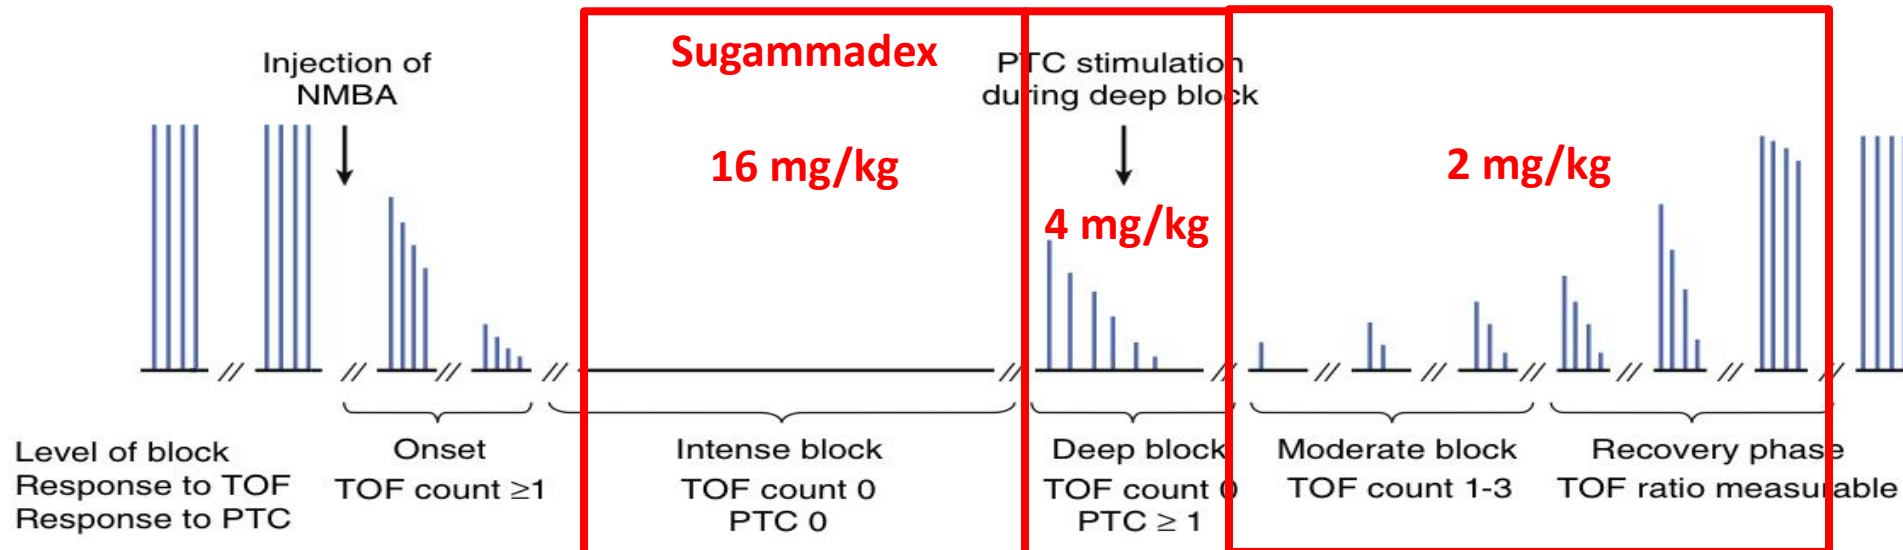 Sugammadex
Injection of
NMBA
PTC stimulation
during deep block
16 mg/kg
4 mg/kg
2 mg/kg
Level of block
Response to TOF
Response to PTC
Onset
TOF count ≥1
Intense block
TOF count 0
PTC 0
Deep block
TOF count 0
PTC ≥ 1
Moderate block
TOF count 1-3
Recovery phase
TOF ratio measurable